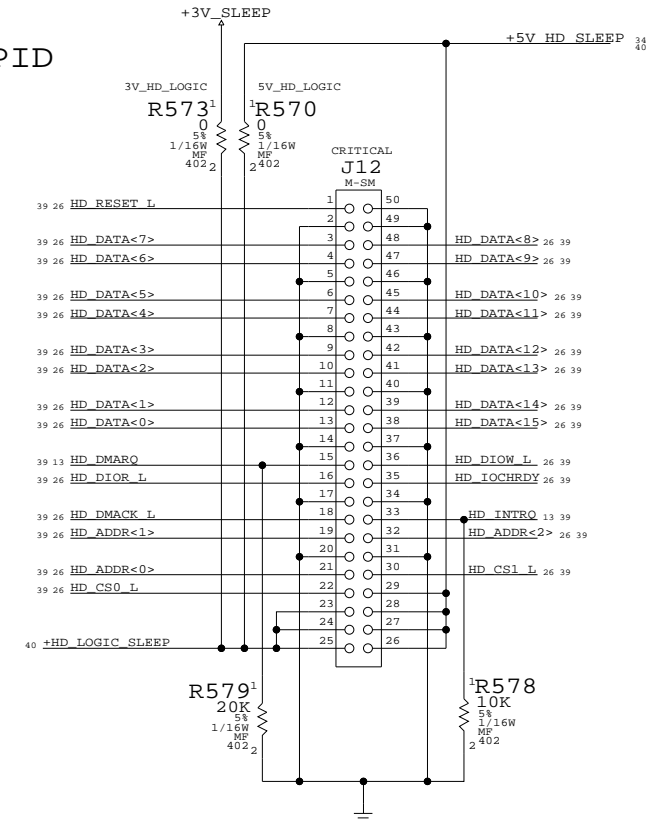 +3V_SLEEP
+5V_HD_SLEEP 34 40
PID
3V_HD_LOGIC 5V_HD_LOGIC
R573 1 1 R570
0 0
5% 5%
1/16W 1/16W
MF MF
402 2 2 402
CRITICAL
J12
M-SM
39 26 HD_RESET_L 1 50
2 49
39 26 HD_DATA<7> 3 48 HD_DATA<8> 26 39
39 26 HD_DATA<6> 4 47 HD_DATA<9> 26 39
5 46
39 26 HD_DATA<5> 6 45 HD_DATA<10> 26 39
39 26 HD_DATA<4> 7 44 HD_DATA<11> 26 39
8 43
39 26 HD_DATA<3> 9 42 HD_DATA<12> 26 39
39 26 HD_DATA<2> 10 41 HD_DATA<13> 26 39
11 40
39 26 HD_DATA<1> 12 39 HD_DATA<14> 26 39
39 26 HD_DATA<0> 13 38 HD_DATA<15> 26 39
14 37
39 13 HD_DMARQ 15 36 HD_DIOW_L 26 39
39 26 HD_DIOR_L 16 35 HD_IOCHRDY 26 39
17 34
39 26 HD_DMACK_L 18 33 HD_INTRQ 13 39
39 26 HD_ADDR<1> 19 32 HD_ADDR<2> 26 39
20 31
39 26 HD_ADDR<0> 21 30 HD_CS1_L 26 39
39 26 HD_CS0_L 22 29
23 28
24 27
40 +HD_LOGIC_SLEEP 25 26
R579 1 1 R578
20K 10K
5% 5%
1/16W 1/16W
MF MF
402 2 2 402